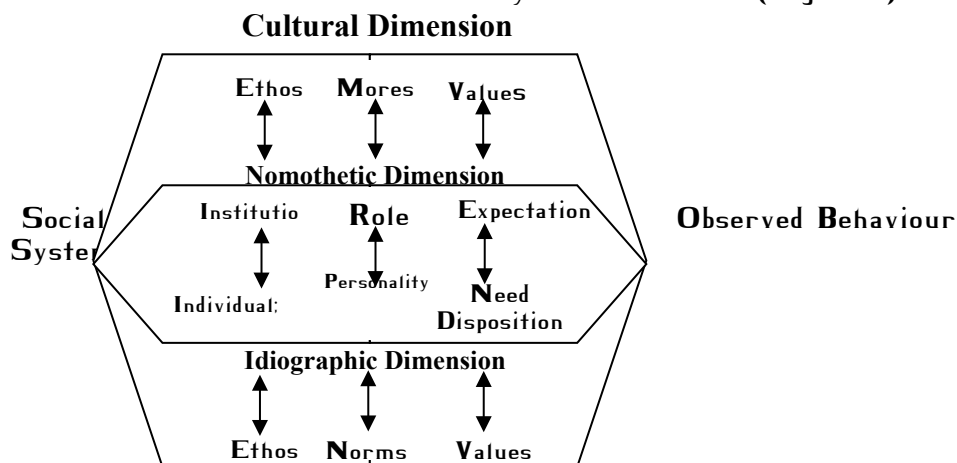 Cultural Dimension
Ethos Mores Values
Nomothetic Dimension
Institutio Role Expectation
Social
System Observed Behaviour
Individual; Personality Need
Disposition
Idiographic Dimension
Ethos Norms Values